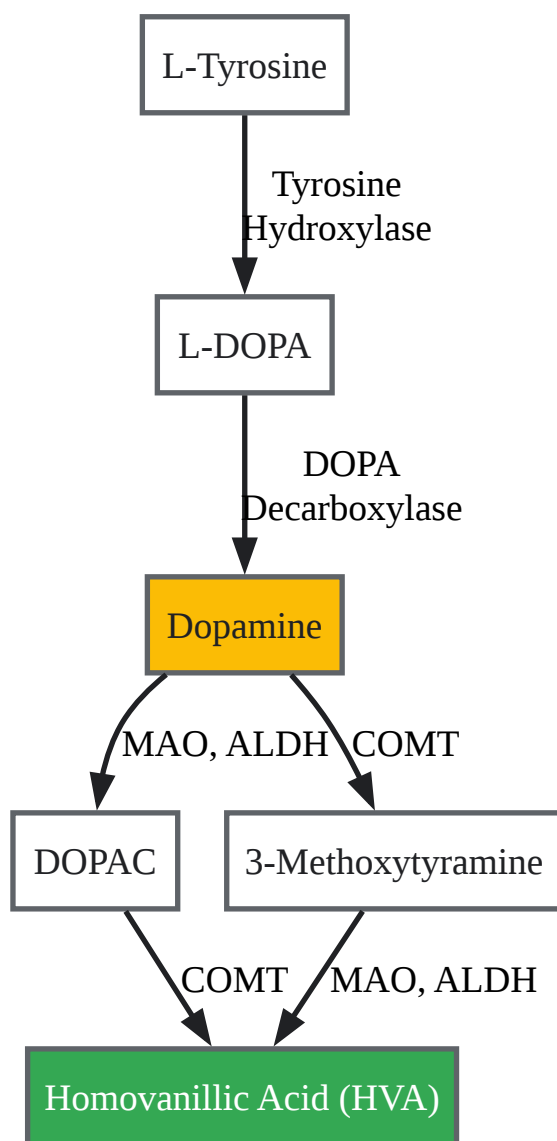 L-Tyrosine
Tyrosine
Hydroxylase
L-DOPA
DOPA
Decarboxylase
Dopamine
MAO, ALDH
COMT
DOPAC
3-Methoxytyramine
COMT
MAO, ALDH
Homovanillic Acid (HVA)